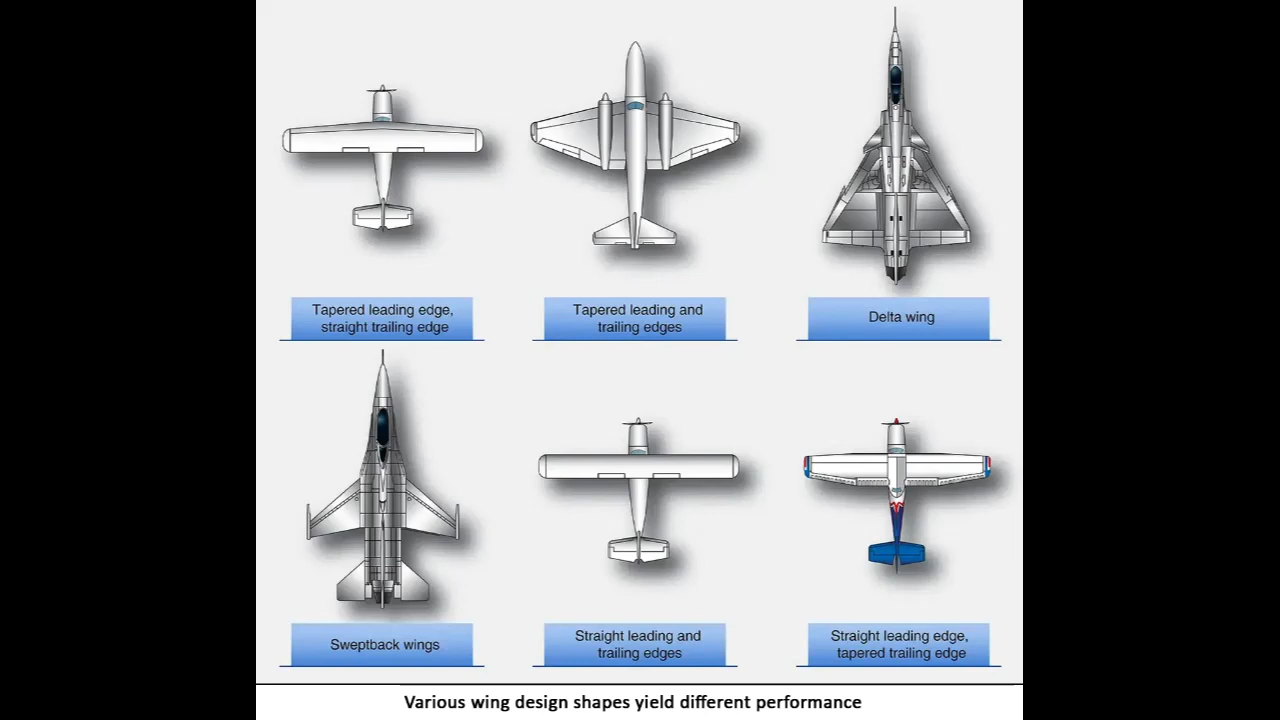 Tapered leading edge,
straight trailing edge
Tapered leading and
trailing edges
Delta wing
Sweptback wings
Straight leading and
trailing edges
Straight leading edge,
tapered trailing edge
Various wing design shapes yield different performance